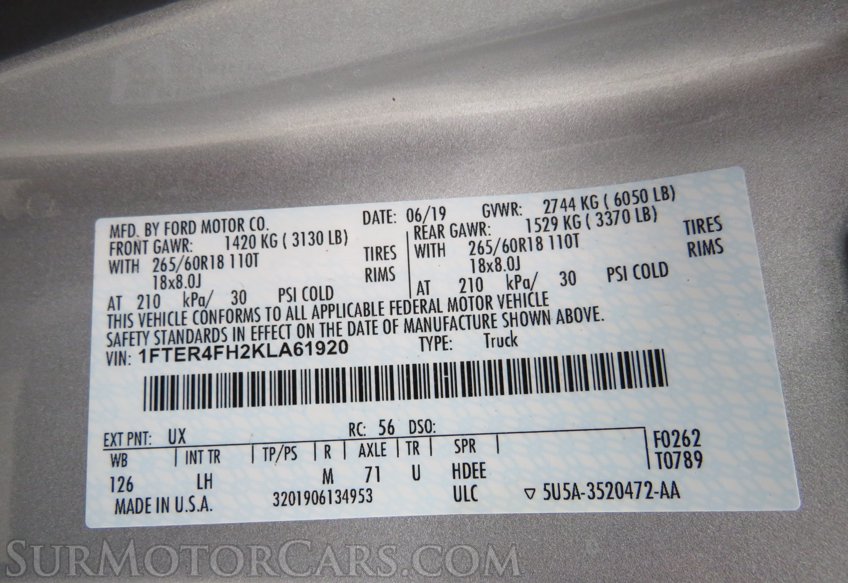 MFD. BY FORD MOTOR CO. DATE: 06/19 GVWR: 2744 KG ( 6050 LB)
FRONT GAWR: 1420 KG ( 3130 LB) REAR GAWR: 1529 KG ( 3370 LB)
WITH 265/60R18 110T TIRES WITH 265/60R18 110T TIRES
18x8.0J RIMS 18x8.0J RIMS
AT 210 kPa/ 30 PSI COLD AT 210 kPa/ 30 PSI COLD
THIS VEHICLE CONFORMS TO ALL APPLICABLE FEDERAL MOTOR VEHICLE
SAFETY STANDARDS IN EFFECT ON THE DATE OF MANUFACTURE SHOWN ABOVE.
VIN: 1FTER4FH2KLA61920 TYPE: Truck
EXT PNT: UX RC: 56 DSO: F0262
WB INT TR TP/PS R AXLE TR SPR T0789
126 LH M 71 U HDEE
MADE IN U.S.A. 3201906134953 ULC ▽ 5U5A-3520472-AA
SurMotorCars.com